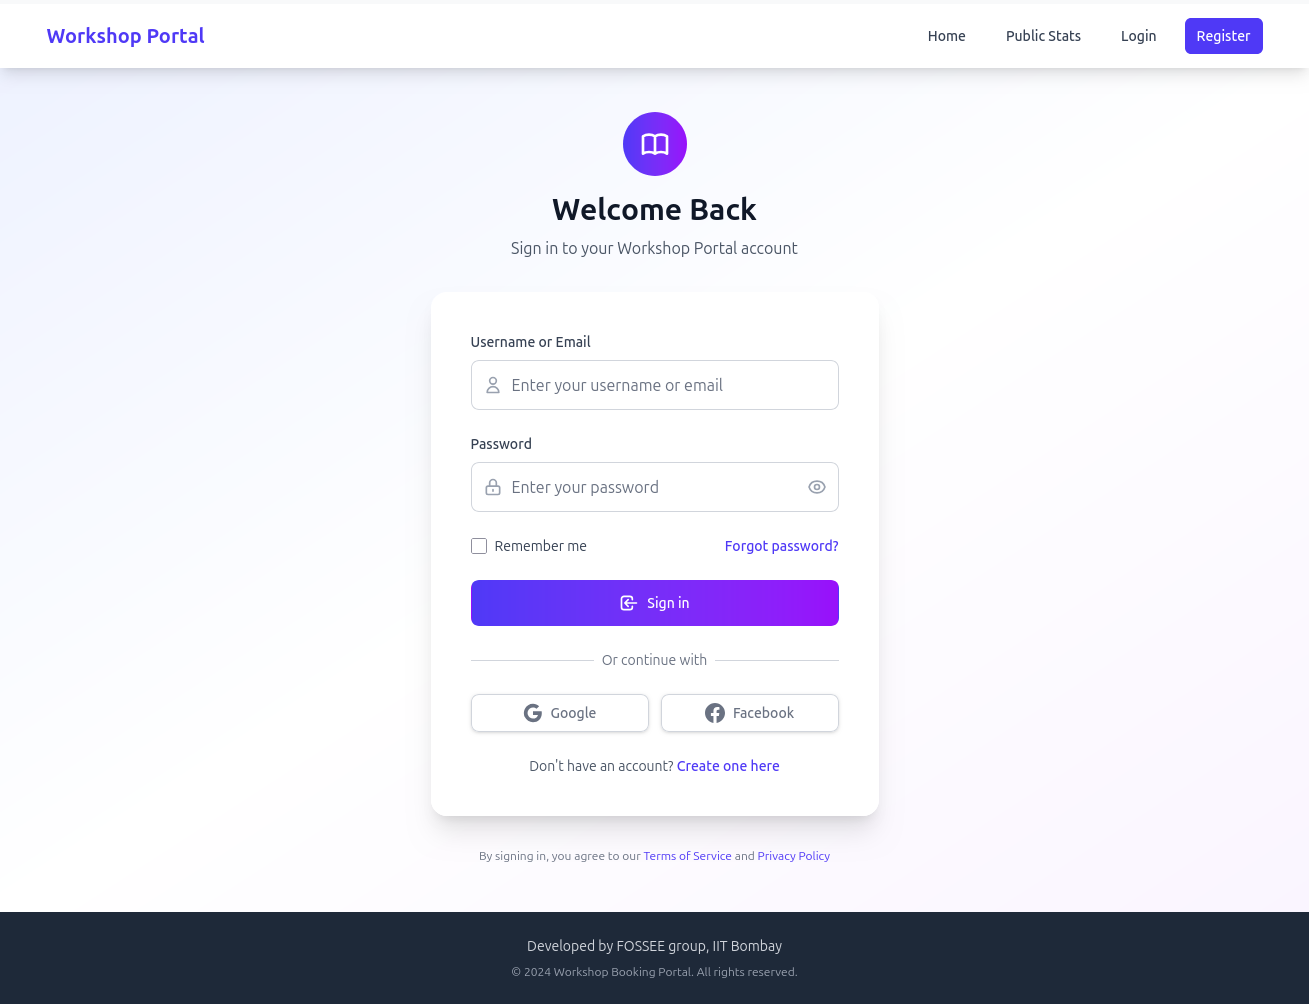 Workshop Portal
Home
Public Stats
Login
Register
Welcome Back
Sign in to your Workshop Portal account
Username or Email
Enter your username or email
Password
Enter your password
Remember me
Forgot password?
Sign in
Or continue with
Google
Facebook
Don't have an account? Create one here
By signing in, you agree to our Terms of Service and Privacy Policy
Developed by FOSSEE group, IIT Bombay
© 2024 Workshop Booking Portal. All rights reserved.